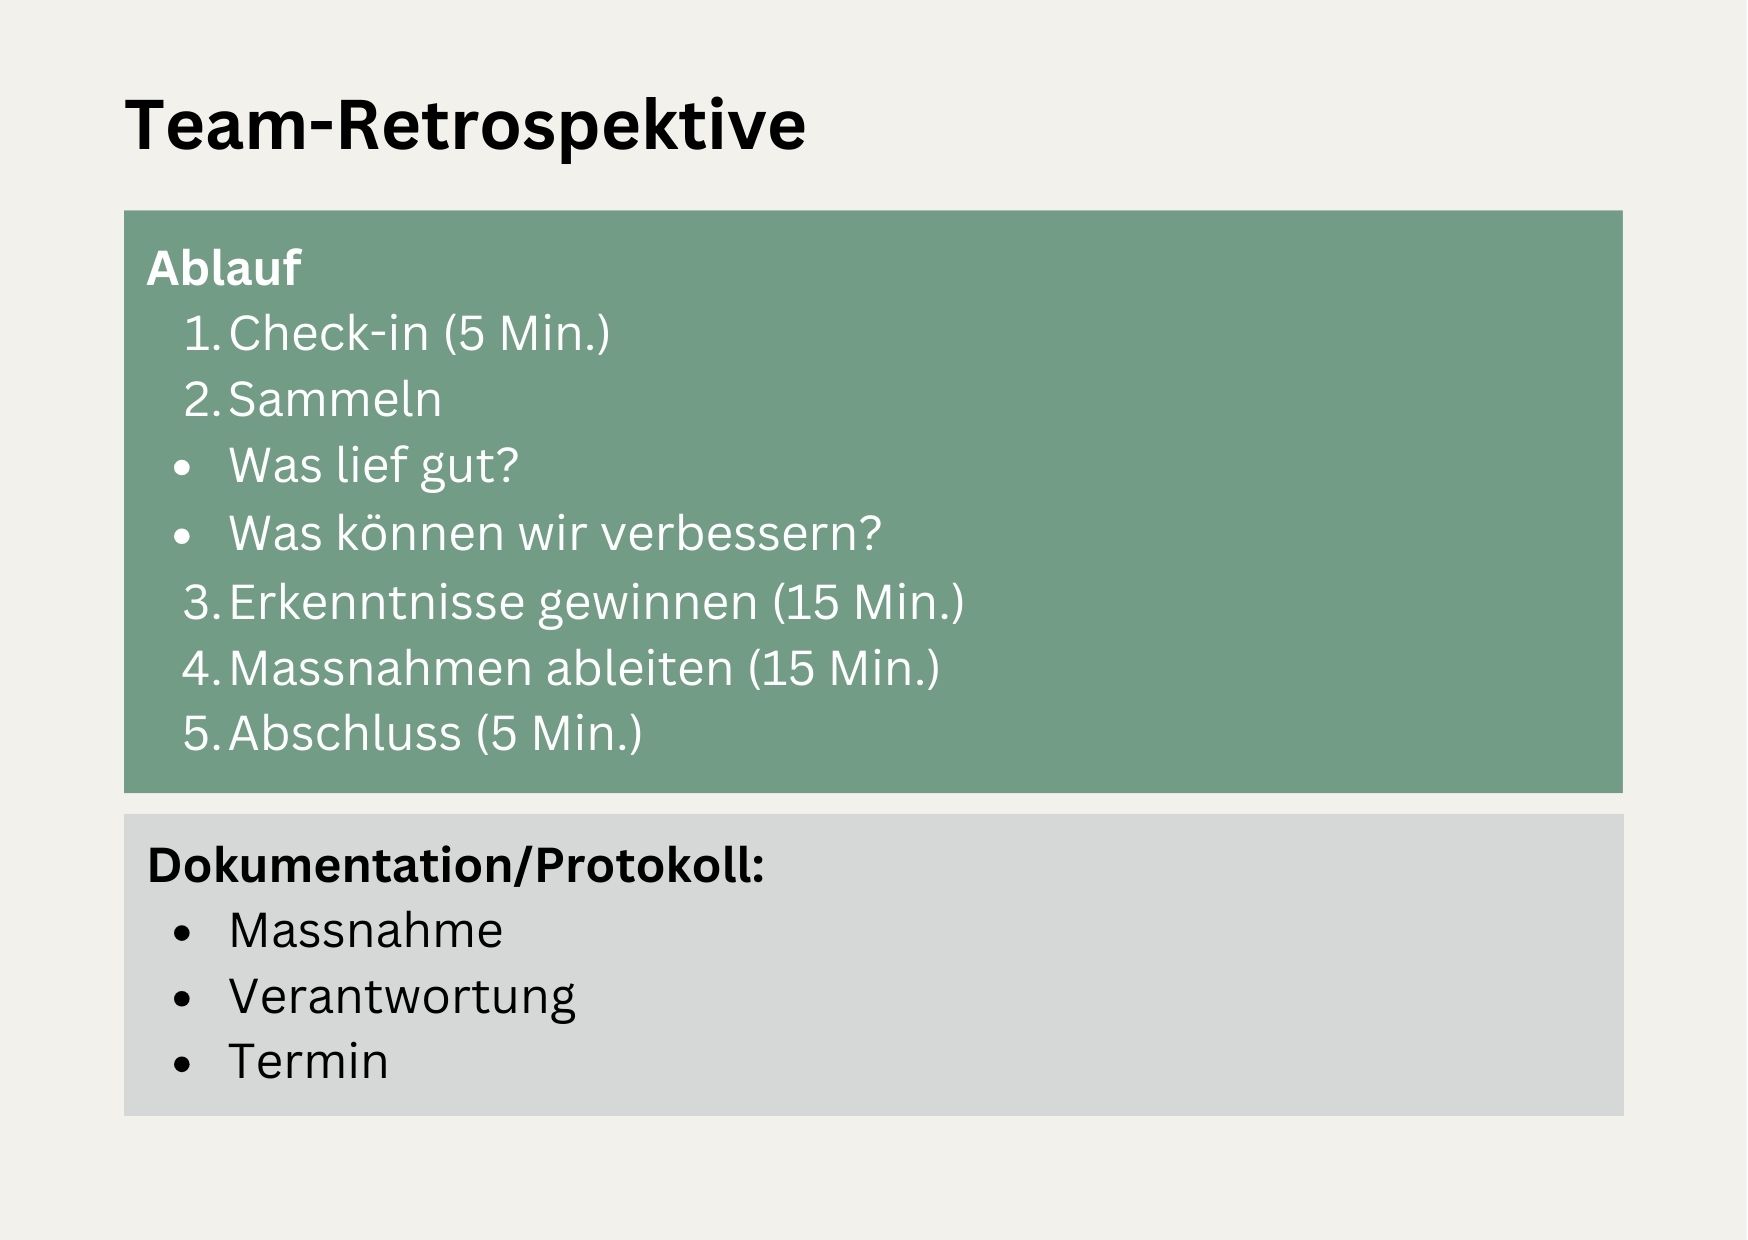 Team-Retrospektive
Ablauf
1. Check-in (5 Min.)
2. Sammeln
• Was lief gut?
• Was können wir verbessern?
3. Erkenntnisse gewinnen (15 Min.)
4. Massnahmen ableiten (15 Min.)
5. Abschluss (5 Min.)
Dokumentation/Protokoll:
• Massnahme
• Verantwortung
• Termin